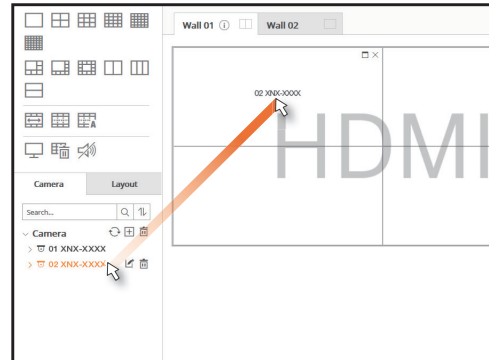 Wall 01
Wall 02
02 XNX-XXXX
HDMI
A
Camera
Layout
Search...
Camera
01 XNX-XXXX
02 XNX-XXXX